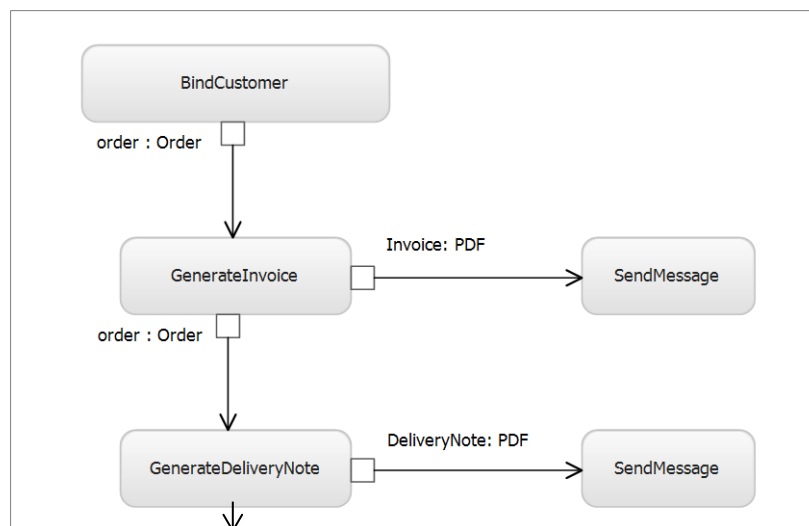 BindCustomer
order : Order
Invoice: PDF
GenerateInvoice
SendMessage
order : Order
DeliveryNote: PDF
GenerateDeliveryNote
SendMessage